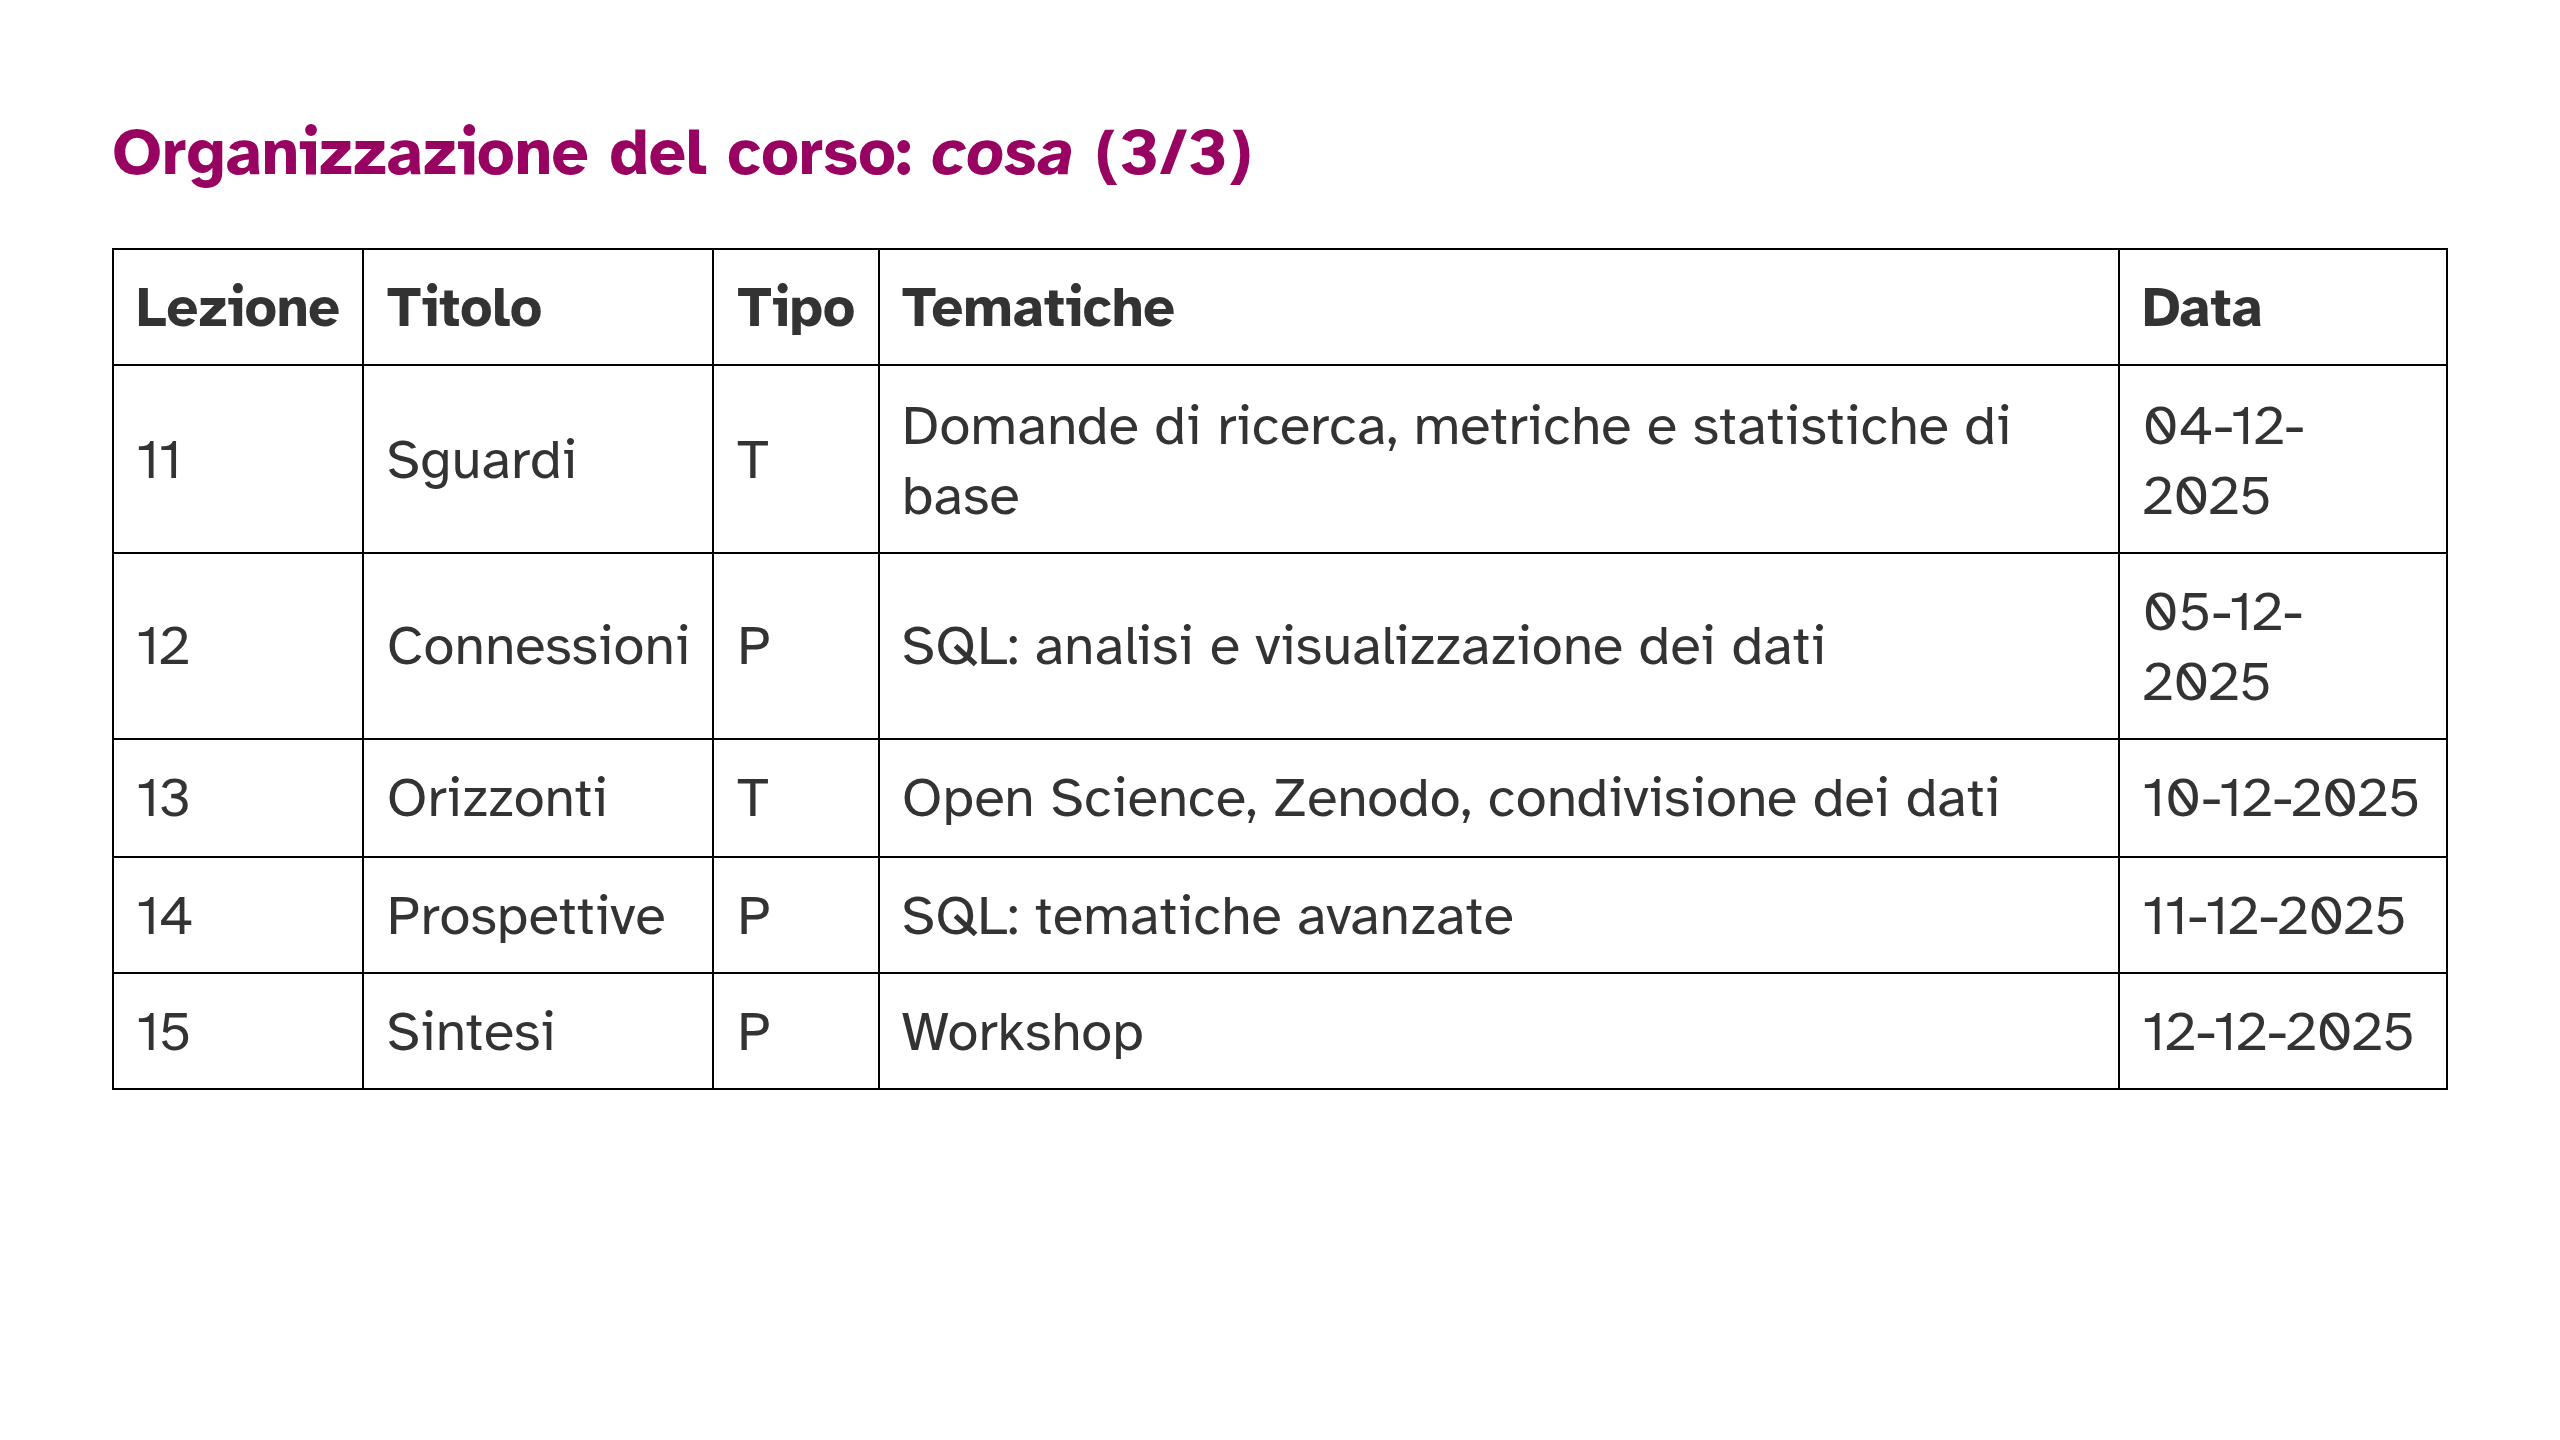 Organizzazione del corso: cosa (3/3)
Lezione Titolo Tipo Tematiche Data
11 Sguardi T Domande di ricerca, metriche e statistiche di base 04-12-2025
12 Connessioni P SQL: analisi e visualizzazione dei dati 05-12-2025
13 Orizzonti T Open Science, Zenodo, condivisione dei dati 10-12-2025
14 Prospettive P SQL: tematiche avanzate 11-12-2025
15 Sintesi P Workshop 12-12-2025